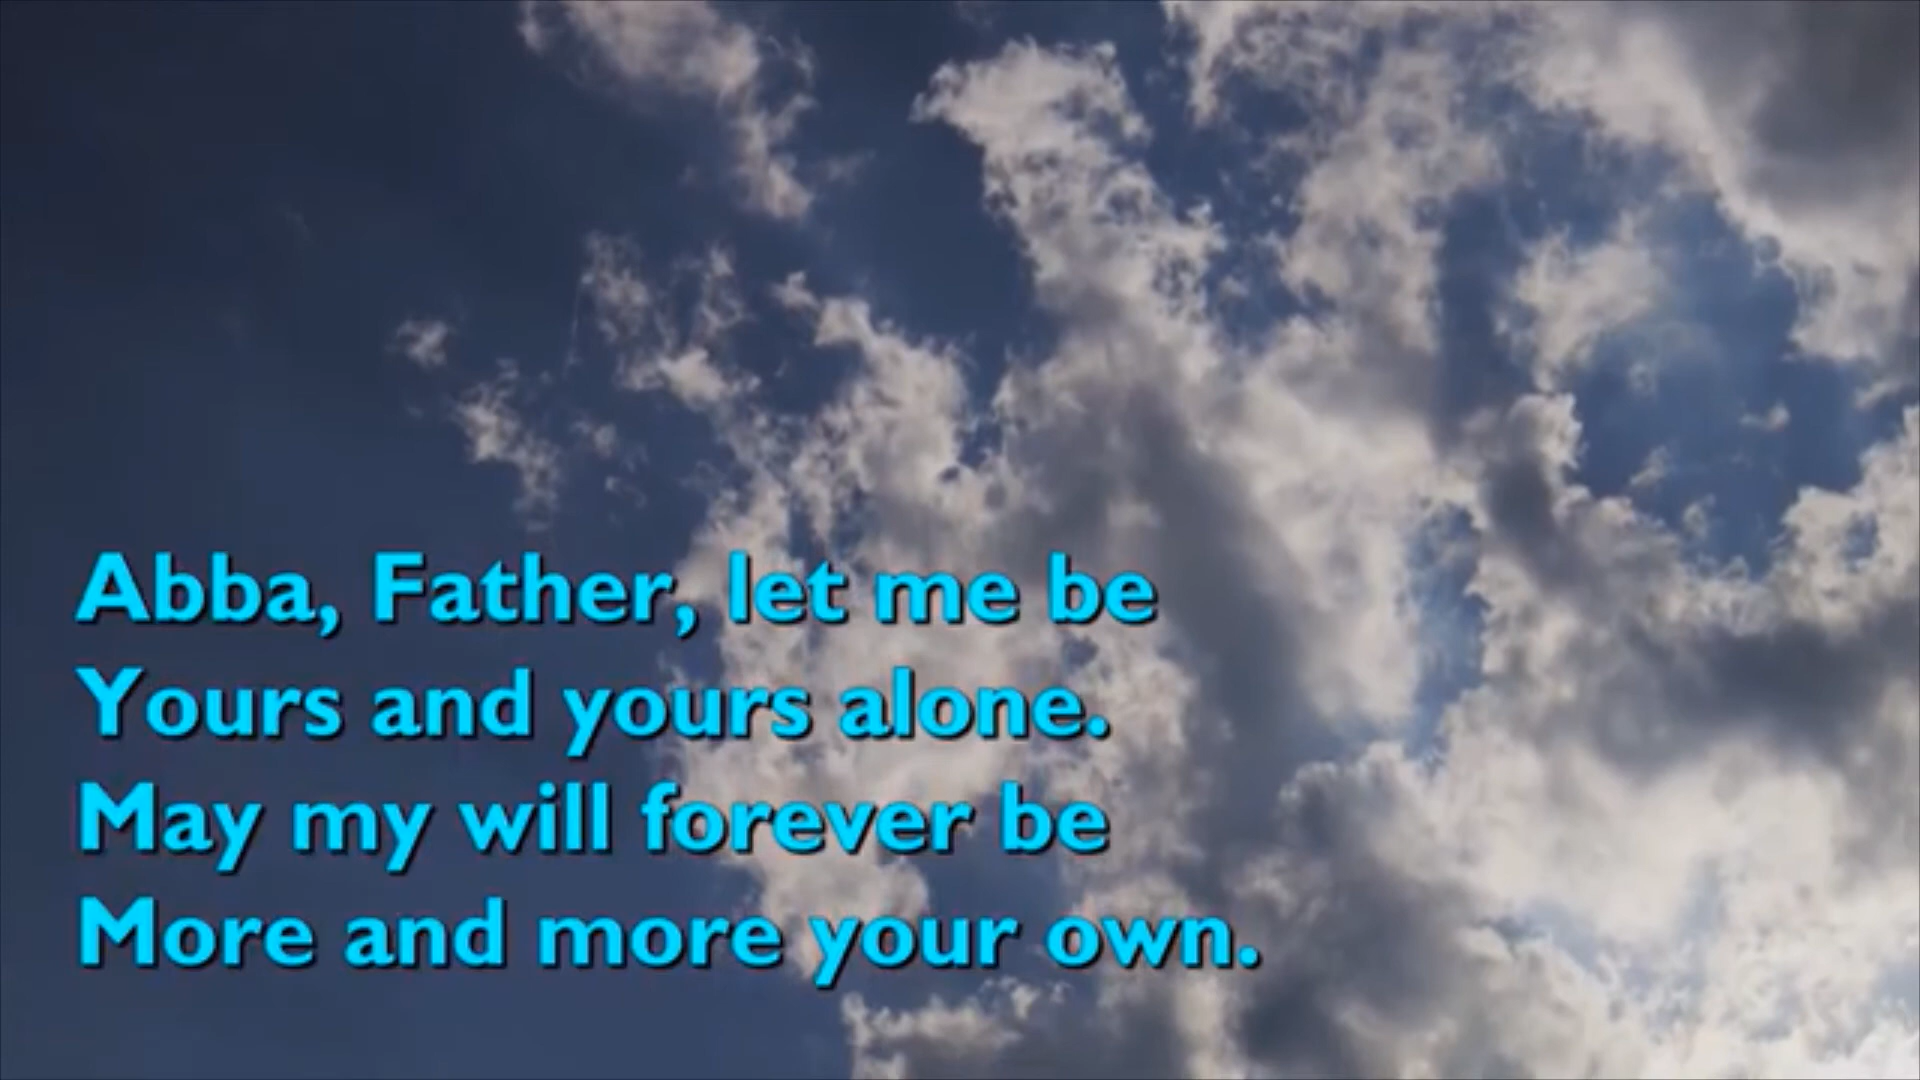 Abba, Father, let me be
Yours and yours alone.
May my will forever be
More and more your own.